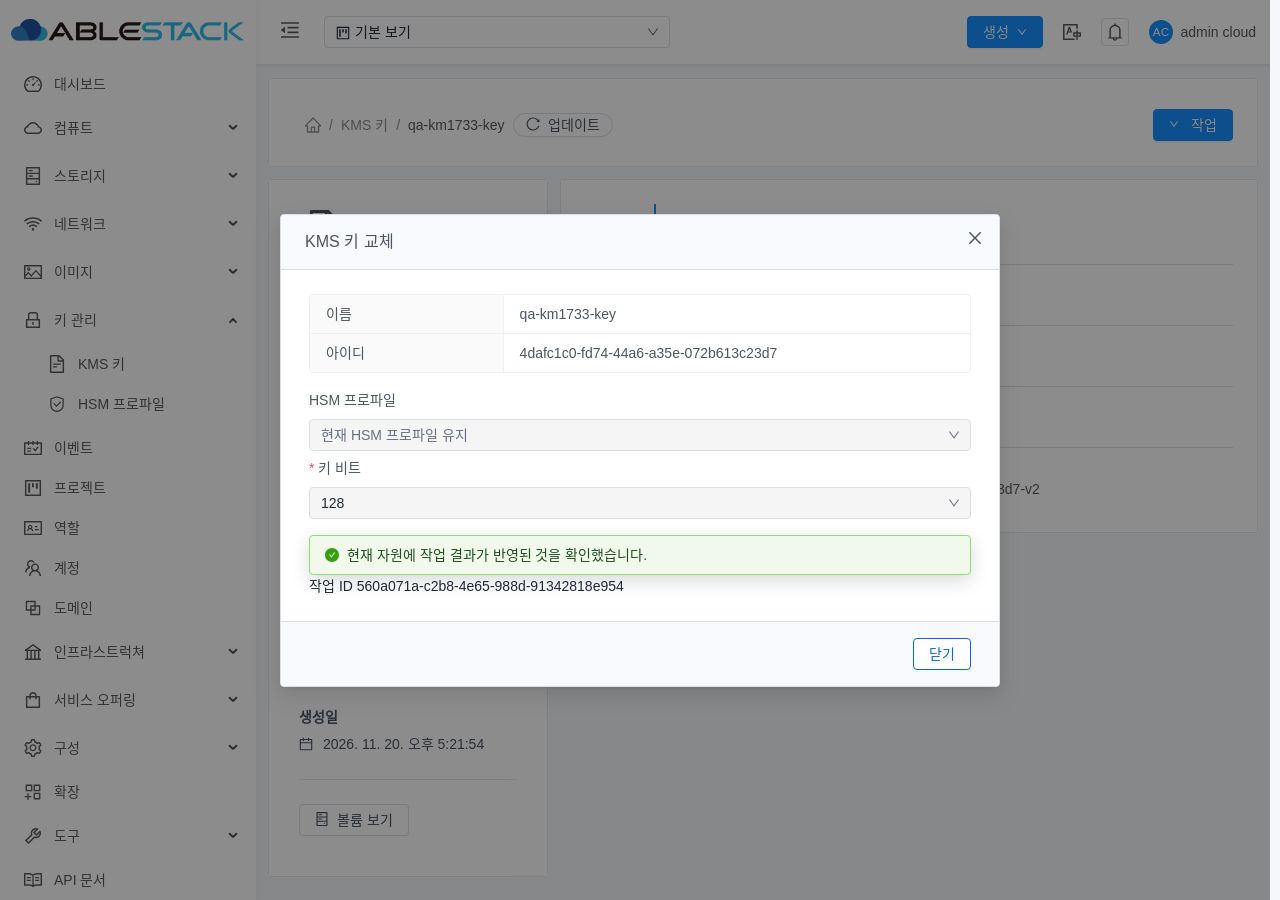 ABLESTACK
기본 보기
생성
AC
admin cloud
대시보드
컴퓨트
스토리지
네트워크
이미지
키 관리
KMS 키
HSM 프로파일
이벤트
프로젝트
역할
계정
도메인
인프라스트럭쳐
서비스 오퍼링
구성
확장
도구
API 문서
/ KMS 키 / qa-km1733-key
업데이트
작업
KMS 키 교체
이름
qa-km1733-key
아이디
4dafc1c0-fd74-44a6-a35e-072b613c23d7
HSM 프로파일
현재 HSM 프로파일 유지
* 키 비트
128
현재 자원에 작업 결과가 반영된 것을 확인했습니다.
작업 ID 560a071a-c2b8-4e65-988d-91342818e954
닫기
3d7-v2
생성일
2026. 11. 20. 오후 5:21:54
볼륨 보기